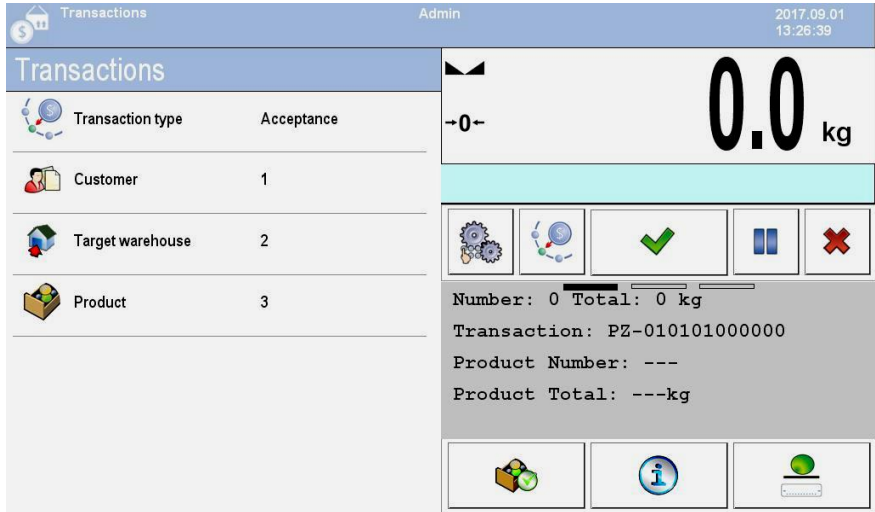 Transactions
Admin
2017.09.01
13:26:39
Transactions
Transaction type Acceptance
Customer 1
Target warehouse 2
Product 3
→0←
0.0 kg
Number: 0 Total: 0 kg
Transaction: PZ-010101000000
Product Number: ---
Product Total: ---kg